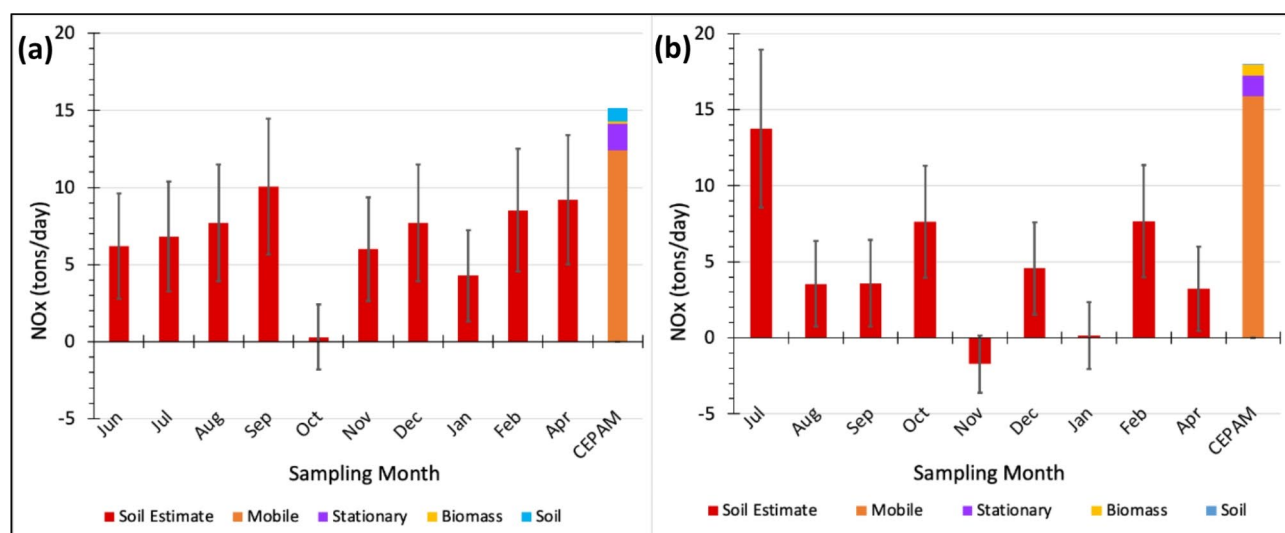 (a)
NOx (tons/day)
20
15
10
5
0
-5
Jun Jul Aug Sep Oct Nov Dec Jan Feb Apr CEPAM
Sampling Month
Soil Estimate Mobile Stationary Biomass Soil
(b)
NOx (tons/day)
20
15
10
5
0
-5
Jul Aug Sep Oct Nov Dec Jan Feb Apr CEPAM
Sampling Month
Soil Estimate Mobile Stationary Biomass Soil